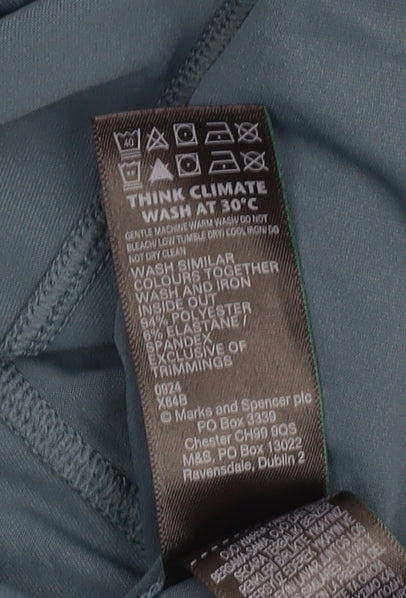 40
THINK CLIMATE
WASH AT 30°C
GENTLE MACHINE WARM WASH/ DO NOT
BLEACH/ LOW TUMBLE DRY/ COOL IRON/ DO
NOT DRY CLEAN
WASH SIMILAR
COLOURS TOGETHER
WASH AND IRON
INSIDE OUT
94% POLYESTER
6% ELASTANE /
SPANDEX
EXCLUSIVE OF
TRIMMINGS
0924
X64B
© Marks and Spencer plc
PO Box 3339
Chester CH99 9QS
M&S, PO Box 13022
Ravensdale, Dublin 2